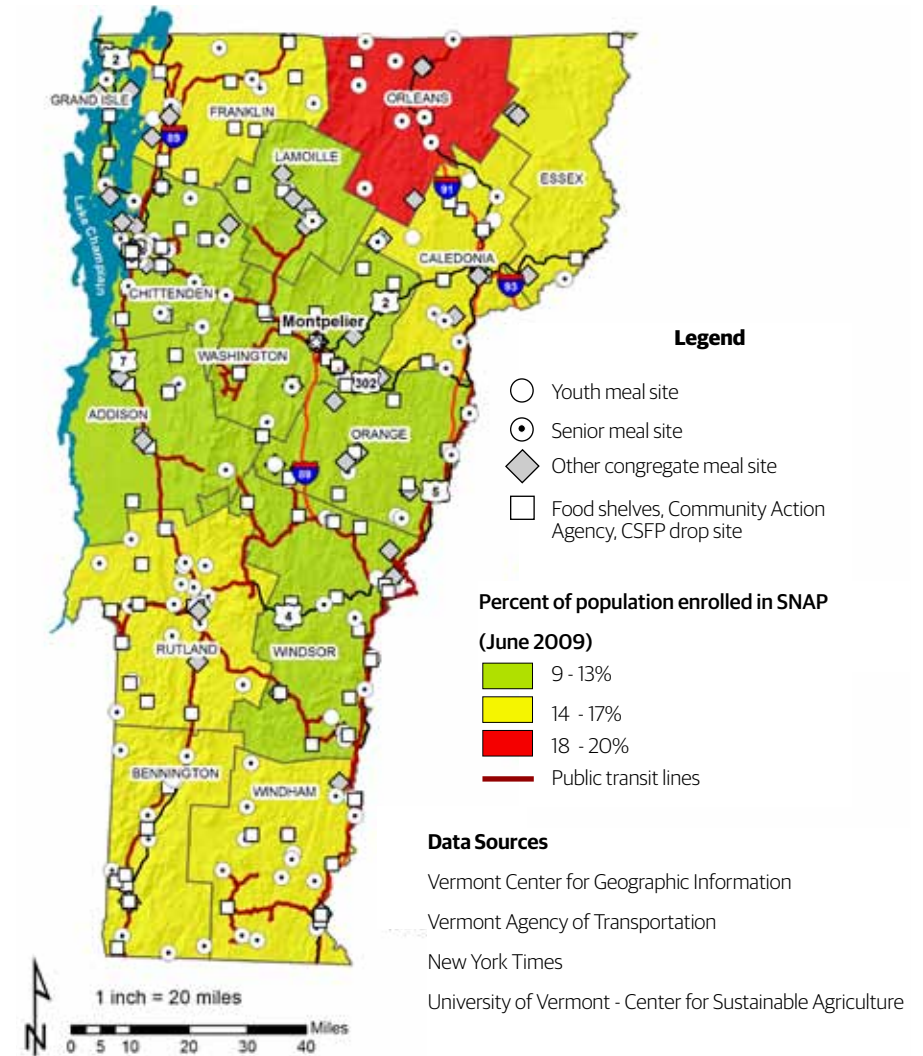 2
GRAND ISLE
FRANKLIN
ORLEANS
89
LAMOILLE
91
ESSEX
Lake Champlain
CALEDONIA
93
CHITTENDEN
2
Montpelier
7
WASHINGTON
302
ADDISON
ORANGE
89
5
4
RUTLAND
WINDSOR
BENNINGTON
WINDHAM
N
1 inch = 20 miles
Miles
0 5 10 20 30 40
Legend
Youth meal site
Senior meal site
Other congregate meal site
Food shelves, Community Action
Agency, CSFP drop site
Percent of population enrolled in SNAP
(June 2009)
9 - 13%
14 - 17%
18 - 20%
Public transit lines
Data Sources
Vermont Center for Geographic Information
Vermont Agency of Transportation
New York Times
University of Vermont - Center for Sustainable Agriculture